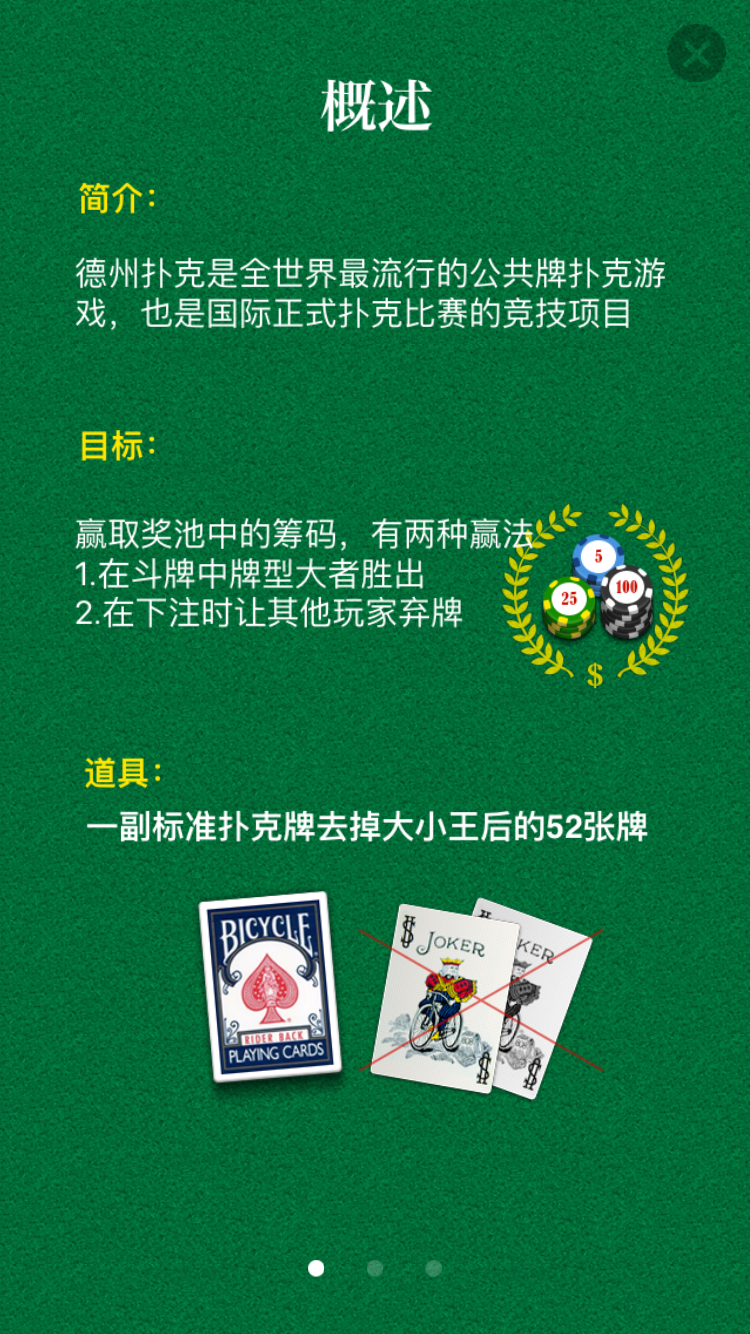 概述
简介：
德州扑克是全世界最流行的公共牌扑克游
戏，也是国际正式扑克比赛的竞技项目
目标：
赢取奖池中的筹码，有两种赢法
1.在斗牌中牌型大者胜出
2.在下注时让其他玩家弃牌
5
25
100
$
道具：
一副标准扑克牌去掉大小王后的52张牌
BICYCLE
RIDER BACK
PLAYING CARDS
JOKER
KER